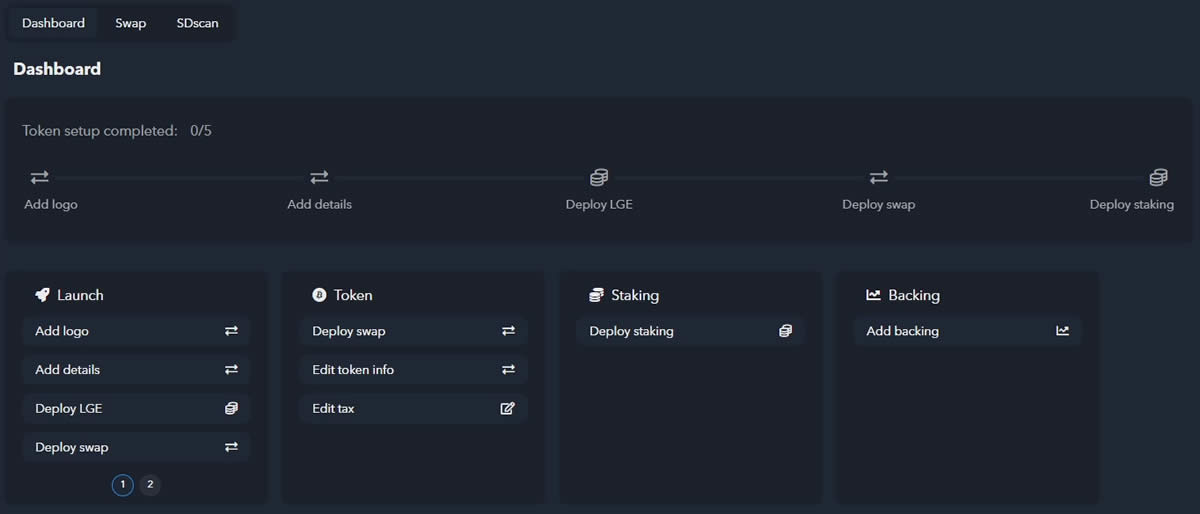 Dashboard Swap SDscan
Dashboard
Token setup completed: 0/5
Add logo Add details Deploy LGE Deploy swap Deploy staking
Launch Token Staking Backing
Add logo Deploy swap Deploy staking Add backing
Add details Edit token info
Deploy LGE Edit tax
Deploy swap
1 2